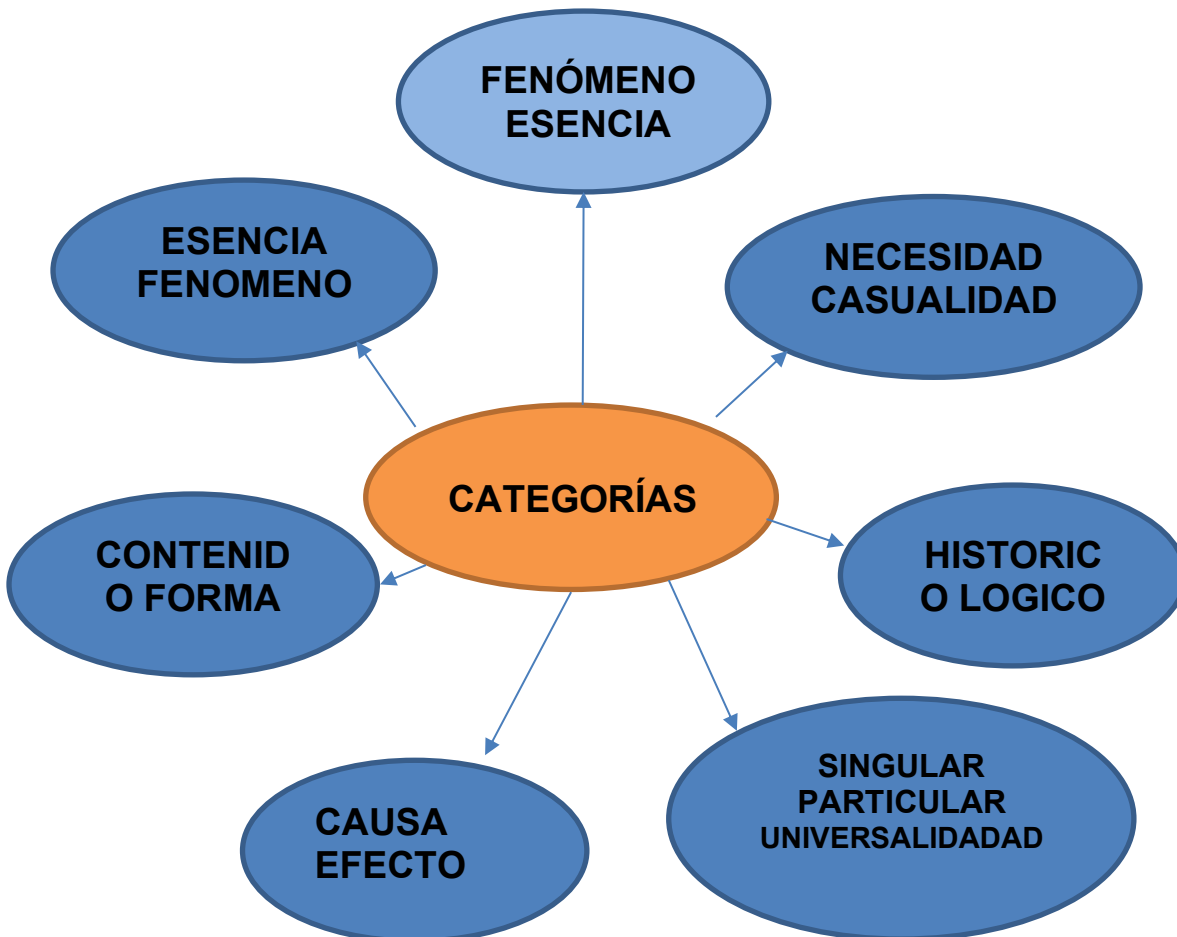 FENÓMENO
ESENCIA
ESENCIA
FENOMENO
NECESIDAD
CASUALIDAD
CATEGORÍAS
CONTENID
O FORMA
HISTORIC
O LOGICO
SINGULAR
PARTICULAR
UNIVERSALIDADAD
CAUSA
EFECTO